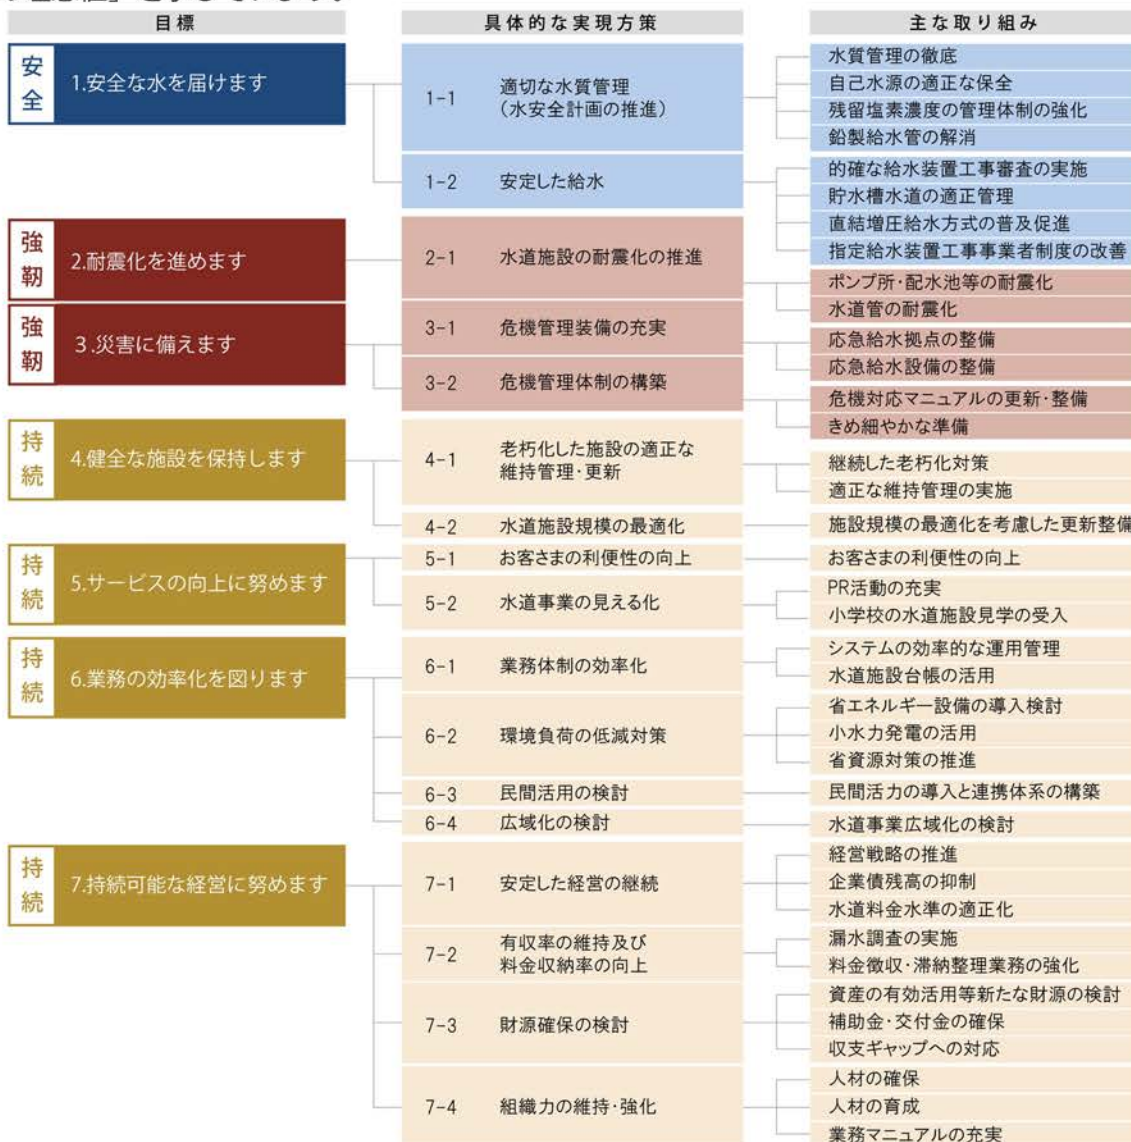 目標
具体的な実現方策
主な取り組み
安全
1.安全な水を届けます
1-1
適切な水質管理
（水安全計画の推進）
水質管理の徹底
自己水源の適正な保全
残留塩素濃度の管理体制の強化
鉛製給水管の解消
1-2
安定した給水
的確な給水装置工事審査の実施
貯水槽水道の適正管理
直結増圧給水方式の普及促進
指定給水装置工事事業者制度の改善
強靭
2.耐震化を進めます
2-1
水道施設の耐震化の推進
ポンプ所・配水池等の耐震化
水道管の耐震化
強靭
3.災害に備えます
3-1
危機管理装備の充実
応急給水拠点の整備
応急給水設備の整備
3-2
危機管理体制の構築
危機対応マニュアルの更新・整備
きめ細やかな準備
持続
4.健全な施設を保持します
4-1
老朽化した施設の適正な
維持管理・更新
継続した老朽化対策
適正な維持管理の実施
4-2
水道施設規模の最適化
施設規模の最適化を考慮した更新整備
持続
5.サービスの向上に努めます
5-1
お客さまの利便性の向上
お客さまの利便性の向上
5-2
水道事業の見える化
PR活動の充実
小学校の水道施設見学の受入
持続
6.業務の効率化を図ります
6-1
業務体制の効率化
システムの効率的な運用管理
水道施設台帳の活用
6-2
環境負荷の低減対策
省エネルギー設備の導入検討
小水力発電の活用
省資源対策の推進
6-3
民間活用の検討
民間活力の導入と連携体系の構築
6-4
広域化の検討
水道事業広域化の検討
持続
7.持続可能な経営に努めます
7-1
安定した経営の継続
経営戦略の推進
企業債残高の抑制
水道料金水準の適正化
7-2
有収率の維持及び
料金収納率の向上
漏水調査の実施
料金徴収・滞納整理業務の強化
7-3
財源確保の検討
資産の有効活用等新たな財源の検討
補助金・交付金の確保
収支ギャップへの対応
7-4
組織力の維持・強化
人材の確保
人材の育成
業務マニュアルの充実